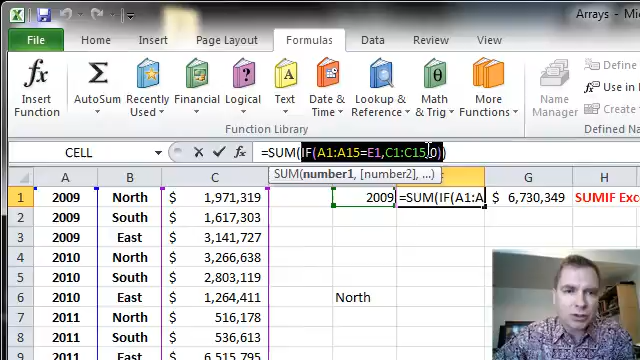 Arrays - Mi
File Home Insert Page Layout Formulas Data Review View Develop
fx Σ A θ
Insert Function AutoSum Recently Used Financial Logical Text Date & Time Lookup & Reference Math & Trig More Functions Name Manager Define Use in
Function Library
CELL fx =SUM(IF(A1:A15=E1,C1:C15,0))
SUM(number1, [number2], ...)
A B C G H
1 2009 North $ 1,971,319 2009 =SUM(IF(A1:A $ 6,730,349 SUMIF Exc
2 2009 South $ 1,617,303
3 2009 East $ 3,141,727
4 2010 North $ 3,266,638
5 2010 South $ 2,803,119
6 2010 East $ 1,264,411 North
7 2011 North $ 516,178
8 2011 South $ 536,613
9 2011 East $ 6,515,795